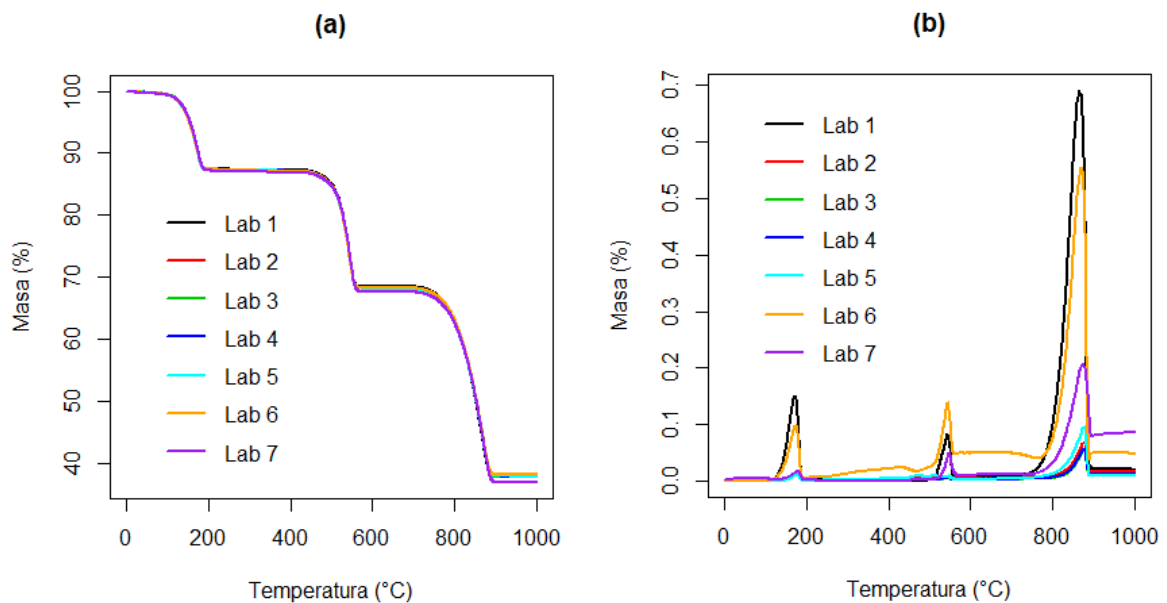 (a)
Masa (%)
100
90
80
70
60
50
40
Lab 1
Lab 2
Lab 3
Lab 4
Lab 5
Lab 6
Lab 7
0 200 400 600 800 1000
Temperatura (°C)
(b)
Masa (%)
0.7
0.6
0.5
0.4
0.3
0.2
0.1
0.0
Lab 1
Lab 2
Lab 3
Lab 4
Lab 5
Lab 6
Lab 7
0 200 400 600 800 1000
Temperatura (°C)